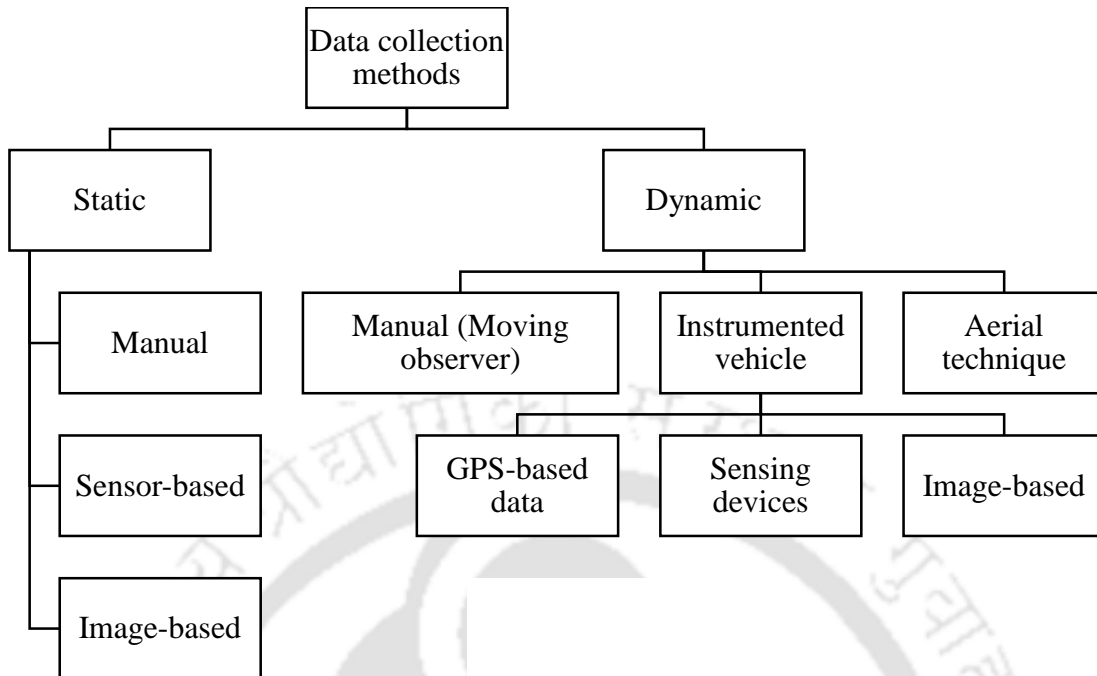 Data collection
methods
Static
Dynamic
Manual
Manual (Moving
observer)
Instrumented
vehicle
Aerial
technique
Sensor-based
GPS-based
data
Sensing
devices
Image-based
Image-based